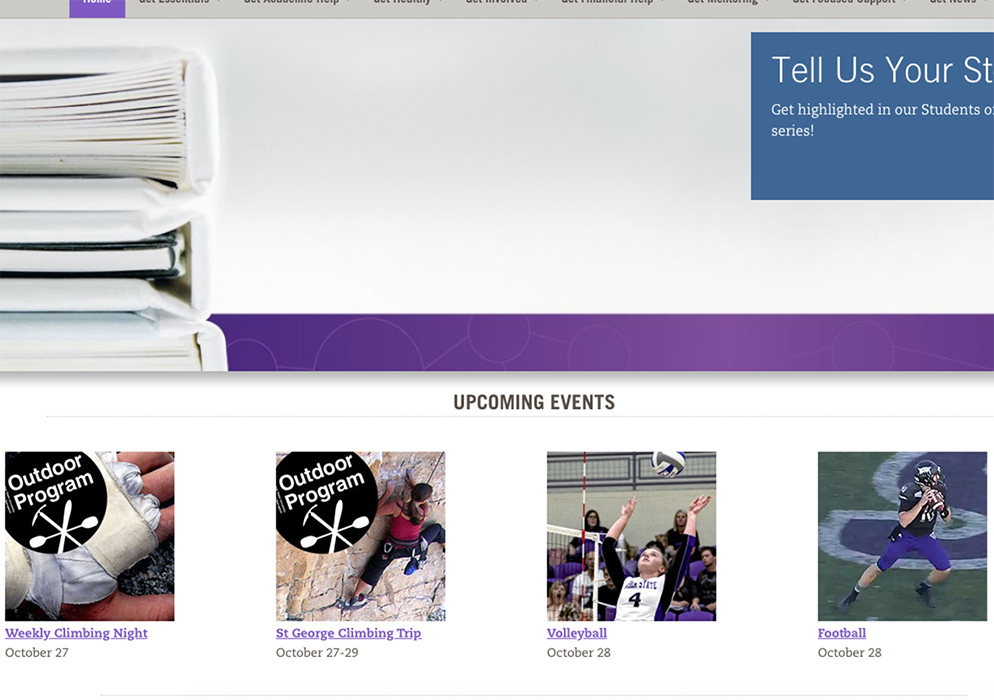 Home Get Essentials Get Academic Help Get Healthy Get Involved Get Financial Help Get Mentoring Get Focused Support Get News
Tell Us Your St
Get highlighted in our Students o
series!
UPCOMING EVENTS
Outdoor
Program
Outdoor
Program
STATE
4
Weekly Climbing Night
St George Climbing Trip
Volleyball
Football
October 27
October 27-29
October 28
October 28